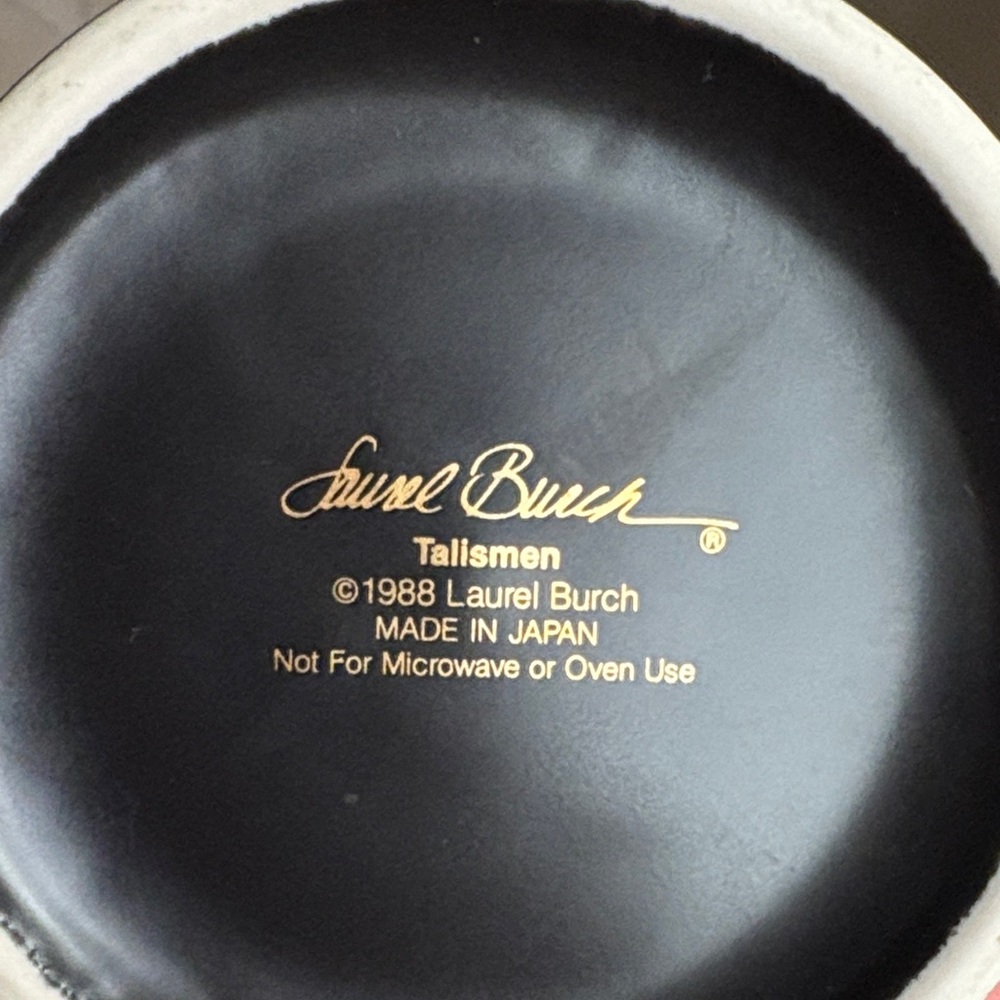 Laurel Burch ®
Talismen
©1988 Laurel Burch
MADE IN JAPAN
Not For Microwave or Oven Use